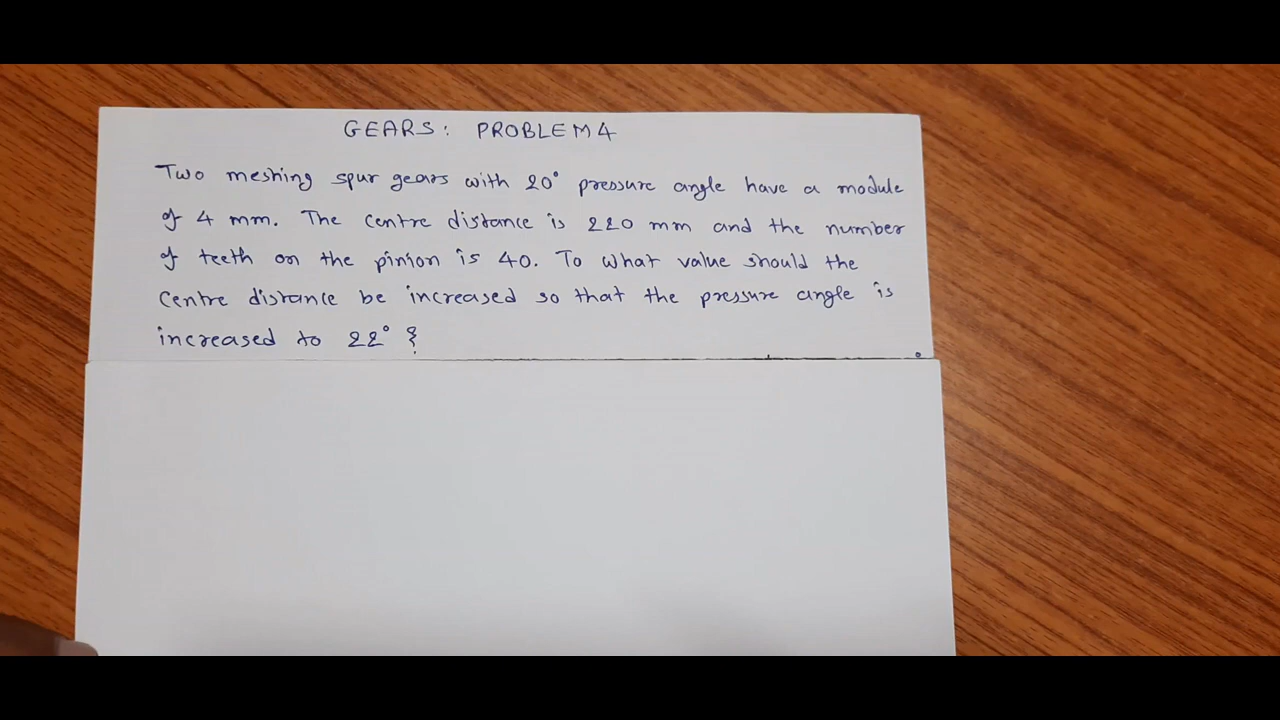 GEARS: PROBLEM 4
Two meshing spur gears with 20° pressure angle have a module
of 4 mm. The centre distance is 220 mm and the number
of teeth on the pinion is 40. To what value should the
centre distance be increased so that the pressure angle is
increased to 22° ?